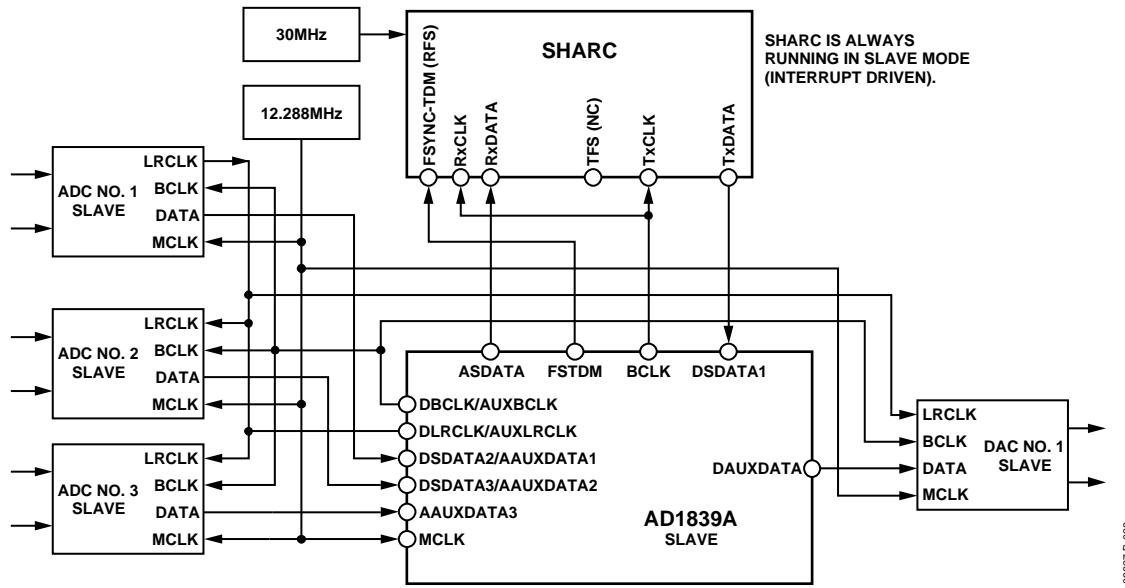 30MHz
12.288MHz
SHARC
FSYNC-TDM (RFS)
RxCLK
RxDATA
TFS (NC)
TxCLK
TxDATA
SHARC IS ALWAYS
RUNNING IN SLAVE MODE
(INTERRUPT DRIVEN).
ADC NO. 1
SLAVE
LRCLK
BCLK
DATA
MCLK
ADC NO. 2
SLAVE
LRCLK
BCLK
DATA
MCLK
ADC NO. 3
SLAVE
LRCLK
BCLK
DATA
MCLK
ASDATA
FSTDM
BCLK
DSDATA1
DBCLK/AUXBCLK
DLRCLK/AUXLRCLK
DSDATA2/AAUXDATA1
DSDATA3/AAUXDATA2
AAUXDATA3
MCLK
DAUXDATA
AD1839A
SLAVE
LRCLK
BCLK
DATA
MCLK
DAC NO. 1
SLAVE